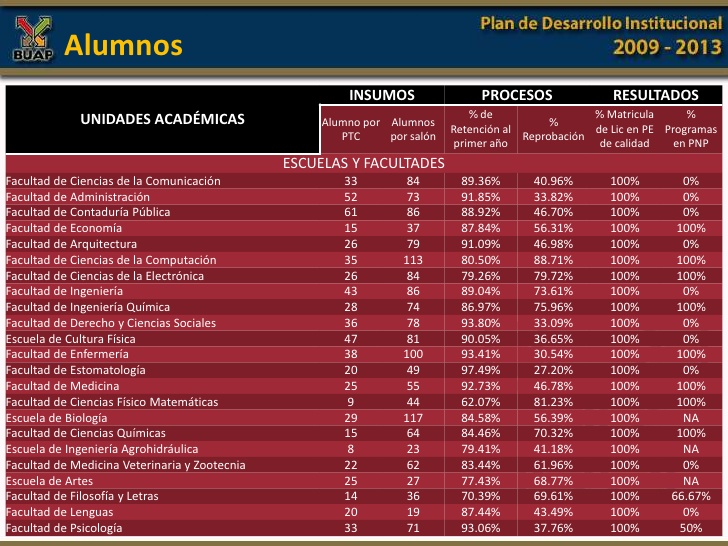 BUAP
Alumnos
Plan de Desarrollo Institucional
2009 - 2013
UNIDADES ACADÉMICAS INSUMOS PROCESOS RESULTADOS
Alumno por PTC Alumnos por salón % de Retención al primer año % Reprobación % Matricula de Lic en PE de calidad % Programas en PNP
ESCUELAS Y FACULTADES
Facultad de Ciencias de la Comunicación 33 84 89.36% 40.96% 100% 0%
Facultad de Administración 52 73 91.85% 33.82% 100% 0%
Facultad de Contaduría Pública 61 86 88.92% 46.70% 100% 0%
Facultad de Economía 15 37 87.84% 56.31% 100% 100%
Facultad de Arquitectura 26 79 91.09% 46.98% 100% 0%
Facultad de Ciencias de la Computación 35 113 80.50% 88.71% 100% 100%
Facultad de Ciencias de la Electrónica 26 84 79.26% 79.72% 100% 100%
Facultad de Ingeniería 43 86 89.04% 73.61% 100% 0%
Facultad de Ingeniería Química 28 74 86.97% 75.96% 100% 100%
Facultad de Derecho y Ciencias Sociales 36 78 93.80% 33.09% 100% 0%
Escuela de Cultura Física 47 81 90.05% 36.65% 100% 0%
Facultad de Enfermería 38 100 93.41% 30.54% 100% 100%
Facultad de Estomatología 20 49 97.49% 27.20% 100% 0%
Facultad de Medicina 25 55 92.73% 46.78% 100% 100%
Facultad de Ciencias Físico Matemáticas 9 44 62.07% 81.23% 100% 100%
Escuela de Biología 29 117 84.58% 56.39% 100% NA
Facultad de Ciencias Químicas 15 64 84.46% 70.32% 100% 100%
Escuela de Ingeniería Agrohidráulica 8 23 79.41% 41.18% 100% NA
Facultad de Medicina Veterinaria y Zootecnia 22 62 83.44% 61.96% 100% 0%
Escuela de Artes 25 27 77.43% 68.77% 100% NA
Facultad de Filosofía y Letras 14 36 70.39% 69.61% 100% 66.67%
Facultad de Lenguas 20 19 87.44% 43.49% 100% 0%
Facultad de Psicología 33 71 93.06% 37.76% 100% 50%